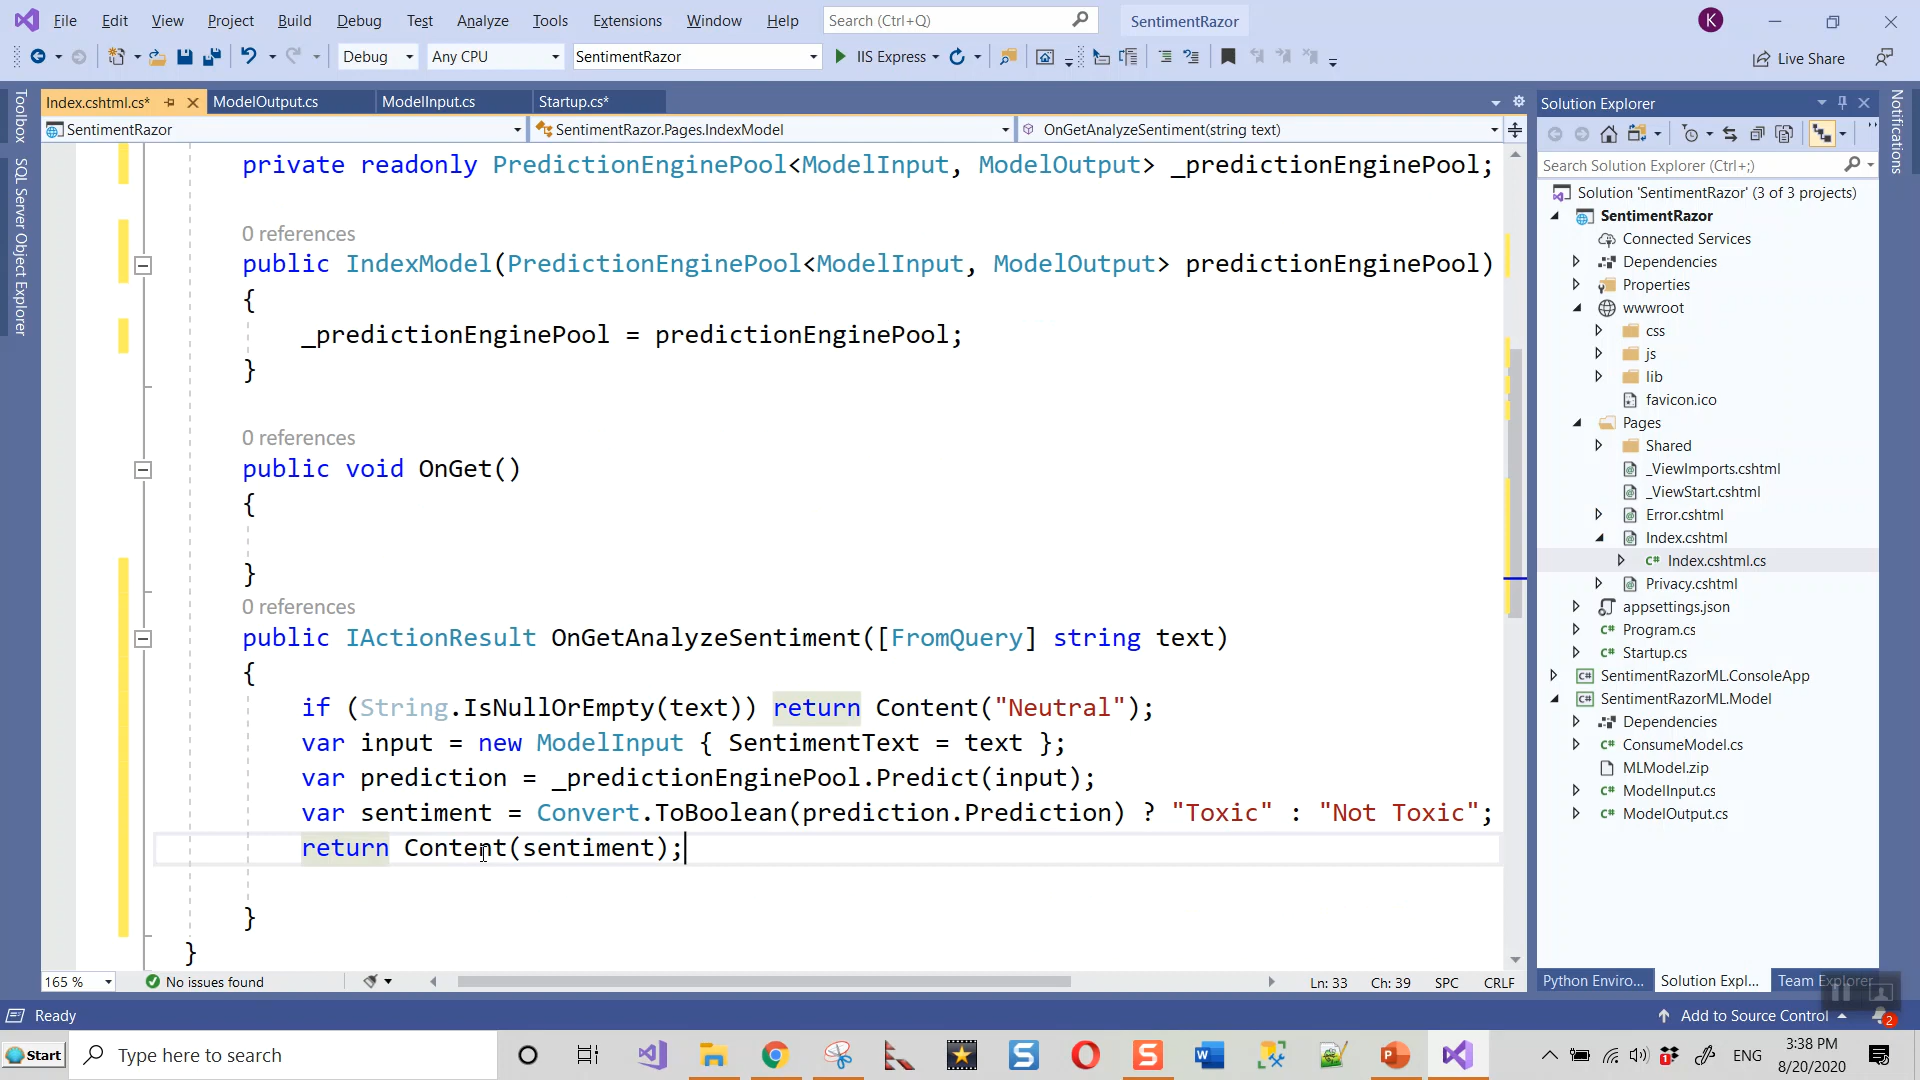 File Edit View Project Build Debug Test Analyze Tools Extensions Window Help Search (Ctrl+Q) SentimentRazor K
Debug Any CPU SentimentRazor IIS Express Live Share
Toolbox
SQL Server Object Explorer
Index.cshtml.cs* ModelOutput.cs ModelInput.cs Startup.cs*
SentimentRazor SentimentRazor.Pages.IndexModel OnGetAnalyzeSentiment(string text)
private readonly PredictionEnginePool<ModelInput, ModelOutput> _predictionEnginePool;
0 references
public IndexModel(PredictionEnginePool<ModelInput, ModelOutput> predictionEnginePool)
{
_predictionEnginePool = predictionEnginePool;
}
0 references
public void OnGet()
{
}
0 references
public IActionResult OnGetAnalyzeSentiment([FromQuery] string text)
{
if (String.IsNullOrEmpty(text)) return Content("Neutral");
var input = new ModelInput { SentimentText = text };
var prediction = _predictionEnginePool.Predict(input);
var sentiment = Convert.ToBoolean(prediction.Prediction) ? "Toxic" : "Not Toxic";
return Content(sentiment);
}
}
165 % No issues found Ln: 33 Ch: 39 SPC CRLF
Solution Explorer
Search Solution Explorer (Ctrl+;)
Solution 'SentimentRazor' (3 of 3 projects)
SentimentRazor
Connected Services
Dependencies
Properties
wwwroot
css
js
lib
favicon.ico
Pages
Shared
_ViewImports.cshtml
_ViewStart.cshtml
Error.cshtml
Index.cshtml
C# Index.cshtml.cs
Privacy.cshtml
appsettings.json
C# Program.cs
C# Startup.cs
C# SentimentRazorML.ConsoleApp
C# SentimentRazorML.Model
Dependencies
C# ConsumeModel.cs
MLModel.zip
C# ModelInput.cs
C# ModelOutput.cs
Python Enviro... Solution Expl... Team Explorer
Notifications
Ready Add to Source Control 2
Start Type here to search ENG 3:38 PM
8/20/2020